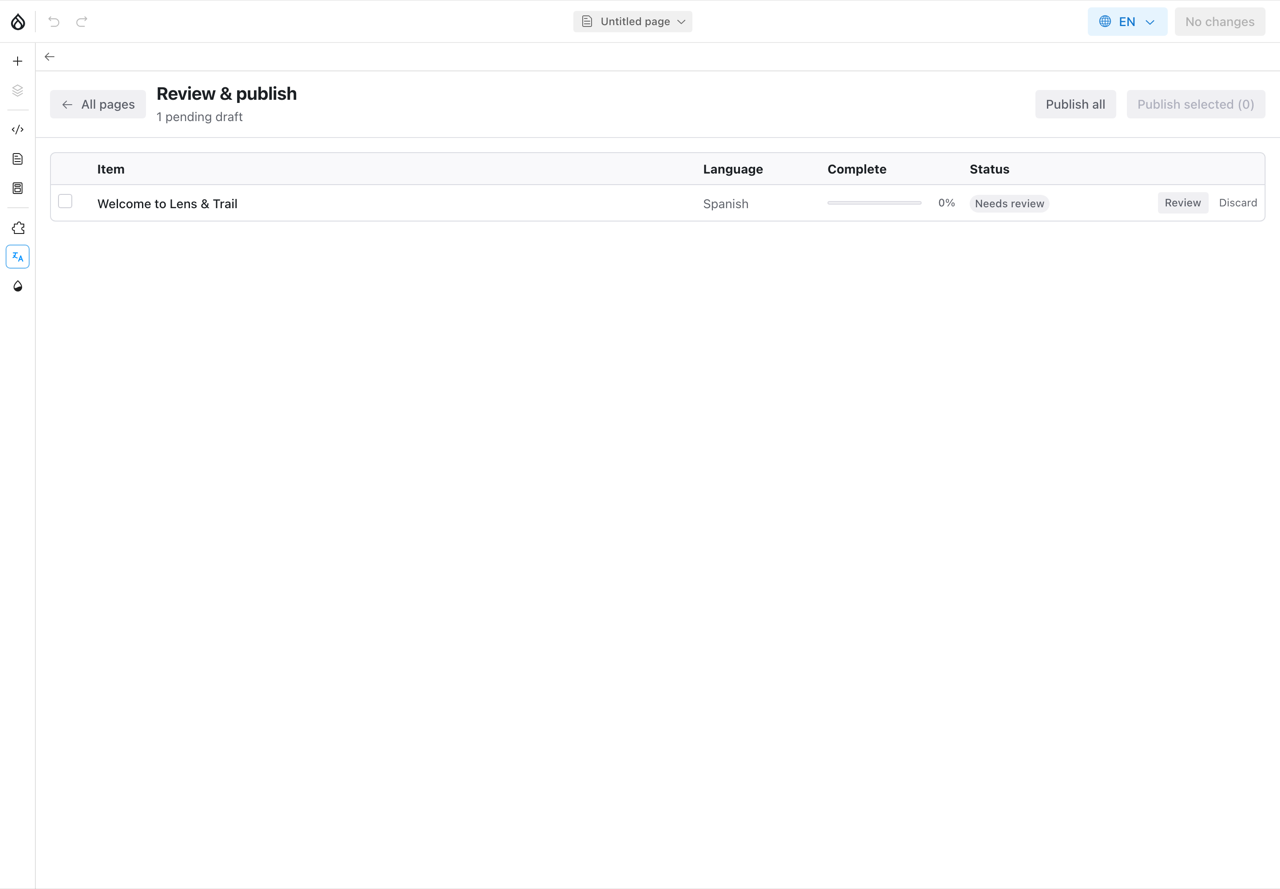 Untitled page
EN
No changes
All pages
Review & publish
1 pending draft
Publish all
Publish selected (0)
Item Language Complete Status
Welcome to Lens & Trail Spanish 0% Needs review Review Discard